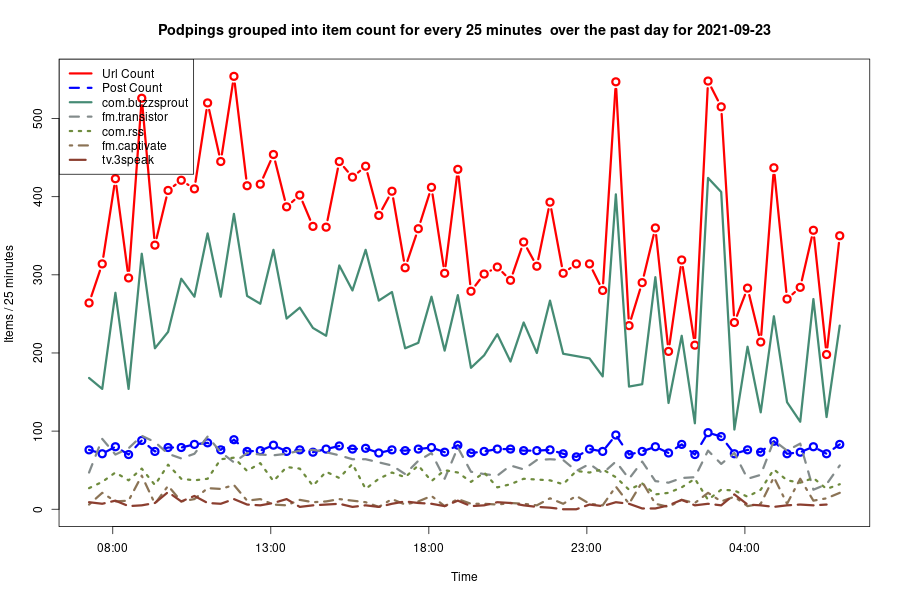 Podpings grouped into item count for every 25 minutes  over the past day for 2021-09-23
Url Count
Post Count
com.buzzsprout
fm.transistor
com.rss
fm.captivate
tv.3speak
Items / 25 minutes
500
400
300
200
100
0
08:00
13:00
18:00
23:00
04:00
Time